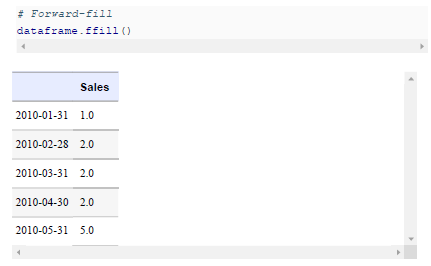 # Forward-fill
dataframe.ffill()
Sales
2010-01-31 1.0
2010-02-28 2.0
2010-03-31 2.0
2010-04-30 2.0
2010-05-31 5.0